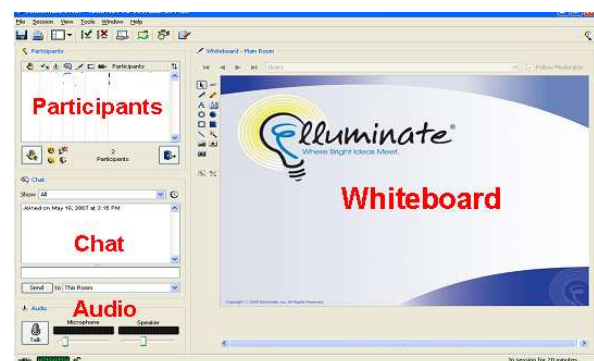 File Session View Tools Window Help
Participants
Whiteboard - Main Room
Participants
Follow Moderator
Participants
elluminate®
Where Bright Ideas Meet.
2
Participants
Chat
Show All
Joined on May 16, 2007 at 2:15 PM
Whiteboard
Chat
Send to This Room
Audio
Audio
Microphone Speaker
Talk
In session for 20 minutes